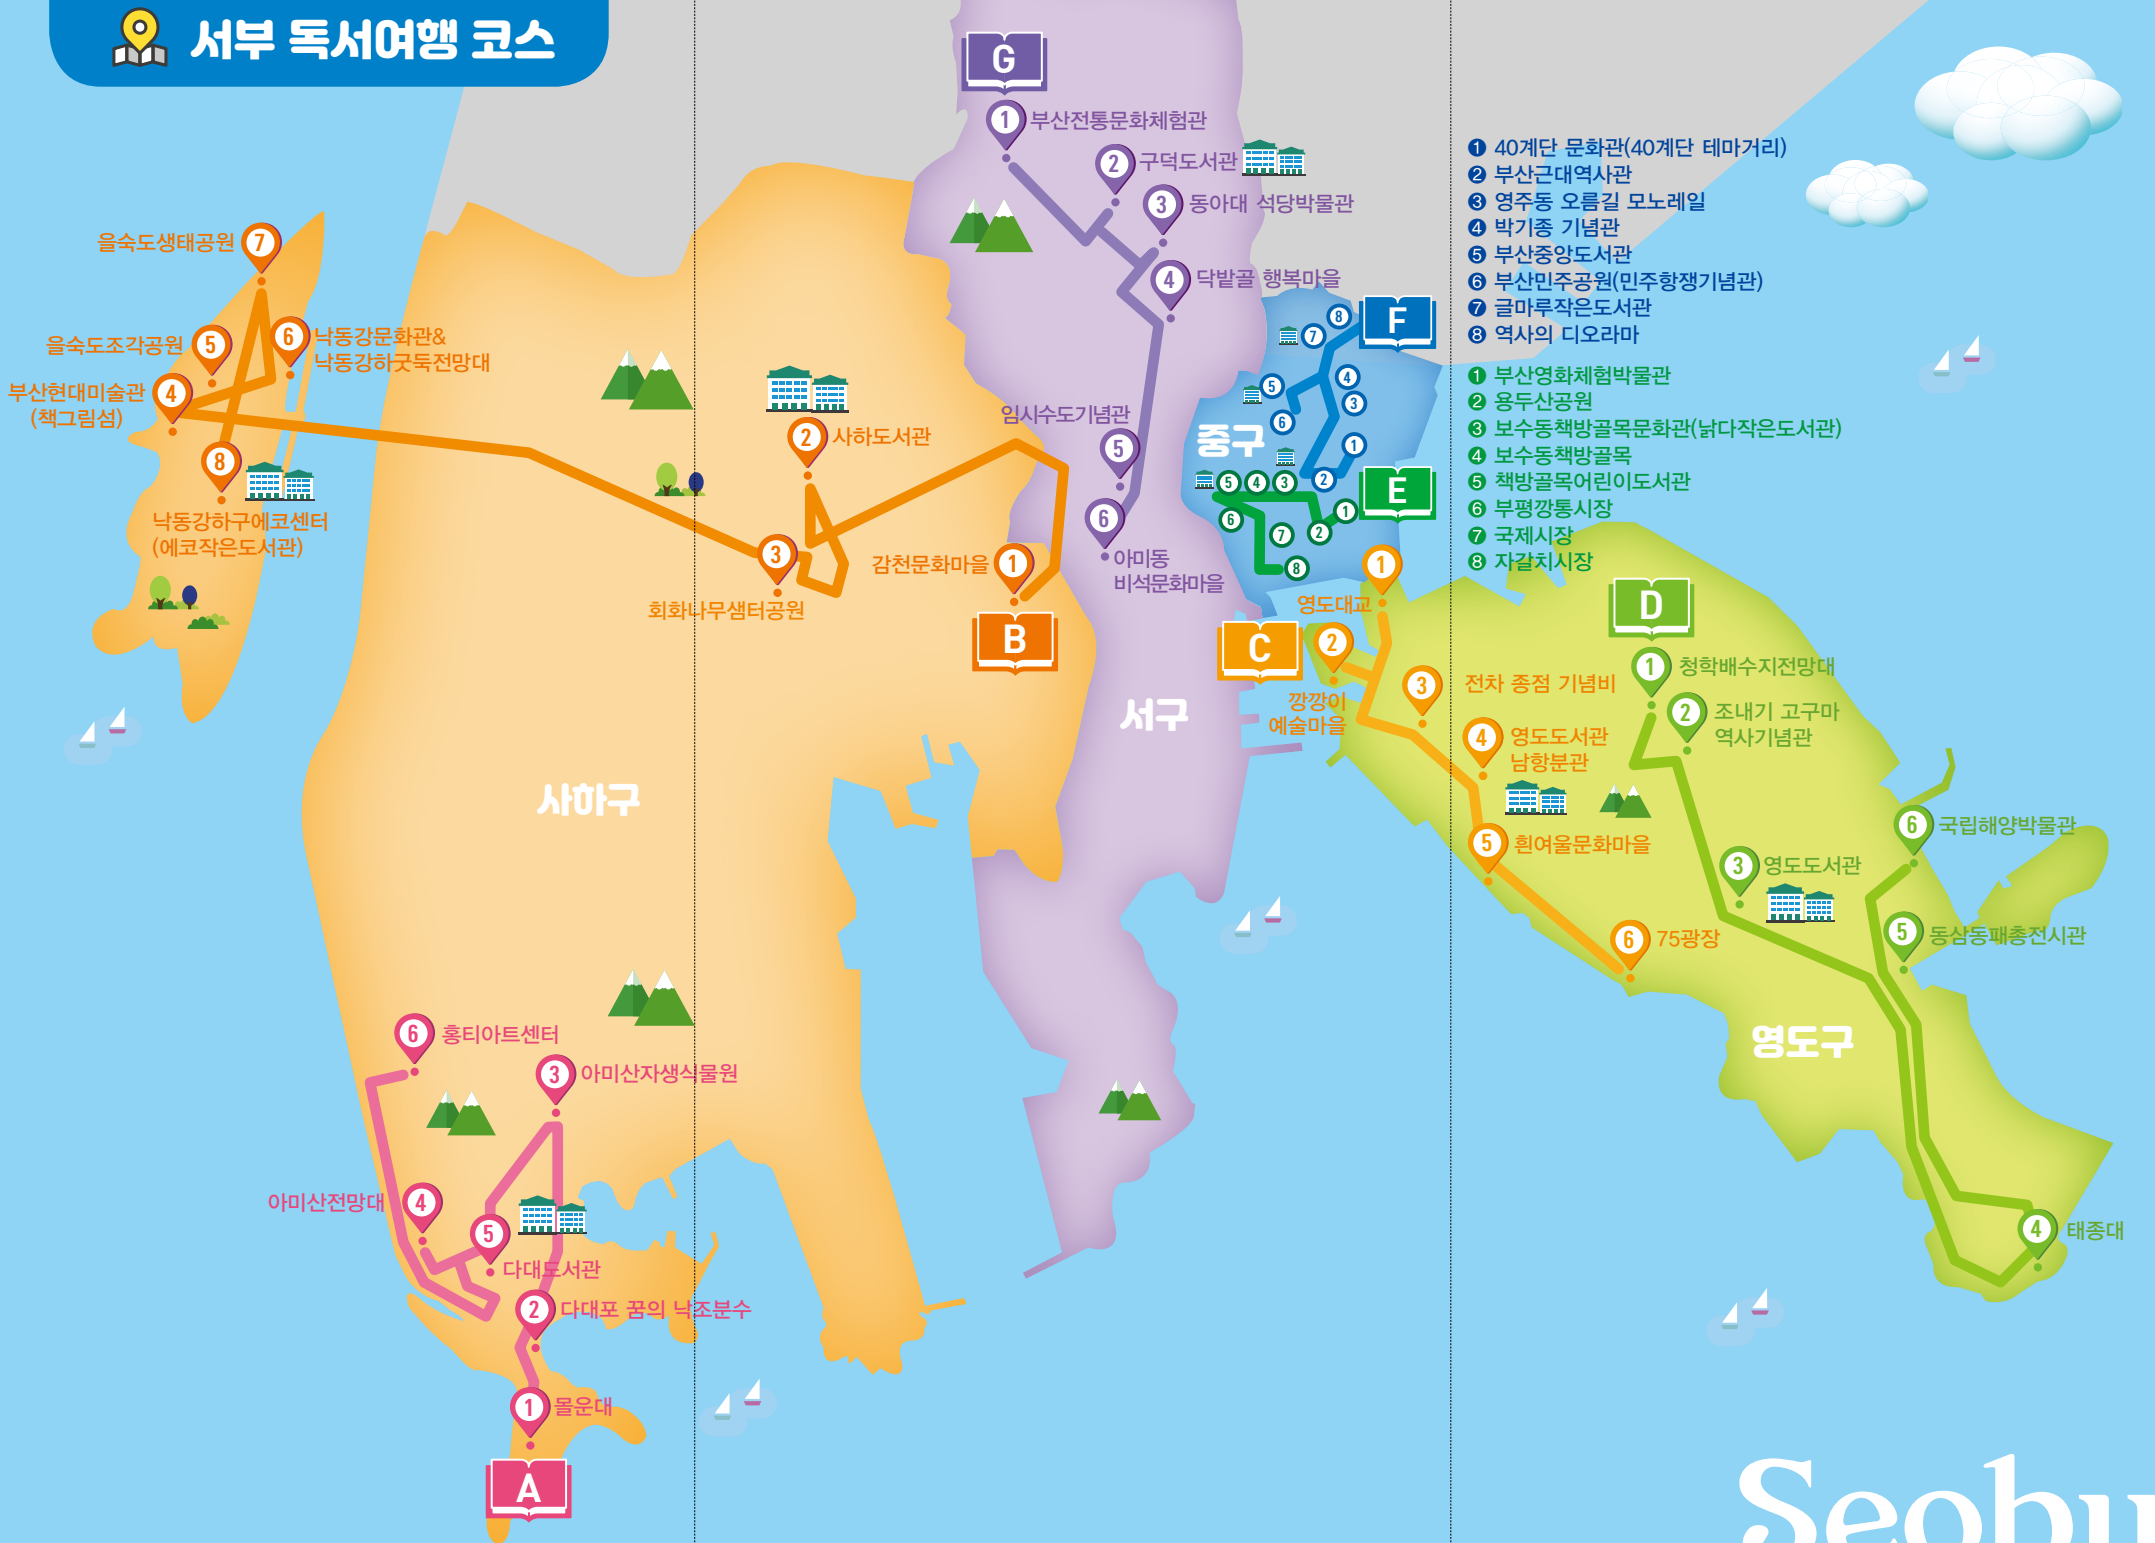 서부 독서여행 코스
G
1 부산전통문화체험관
2 구덕도서관
3 동아대 석당박물관
4 닥밭골 행복마을
임시수도기념관
5
6
아미동
비석문화마을
서구
❶ 40계단 문화관(40계단 테마거리)
❷ 부산근대역사관
❸ 영주동 오름길 모노레일
❹ 박기종 기념관
❺ 부산중앙도서관
❻ 부산민주공원(민주항쟁기념관)
❼ 글마루작은도서관
❽ 역사의 디오라마
❶ 부산영화체험박물관
❷ 용두산공원
❸ 보수동책방골목문화관(낡다작은도서관)
❹ 보수동책방골목
❺ 책방골목어린이도서관
❻ 부평깡통시장
❼ 국제시장
❽ 자갈치시장
F
8
7
4
5
3
6
1
2
중구
E
5 4 3
1
6
2
7
8
을숙도생태공원 7
을숙도조각공원 5
6 낙동강문화관&
낙동강하굿둑전망대
부산현대미술관
(책그림섬)
4
8
낙동강하구에코센터
(에코작은도서관)
2 사하도서관
3
회화나무샘터공원
감천문화마을 1
B
사하구
C
1
영도대교
2
깡깡이
예술마을
3 전차 종점 기념비
4 영도도서관
남항분관
5 흰여울문화마을
6 75광장
D
1 청학배수지전망대
2 조내기 고구마
역사기념관
3 영도도서관
6 국립해양박물관
5 동삼동패총전시관
4 태종대
영도구
6 홍티아트센터
3 아미산자생식물원
아미산전망대 4
5
다대도서관
2 다대포 꿈의 낙조분수
1 몰운대
A
Seobu